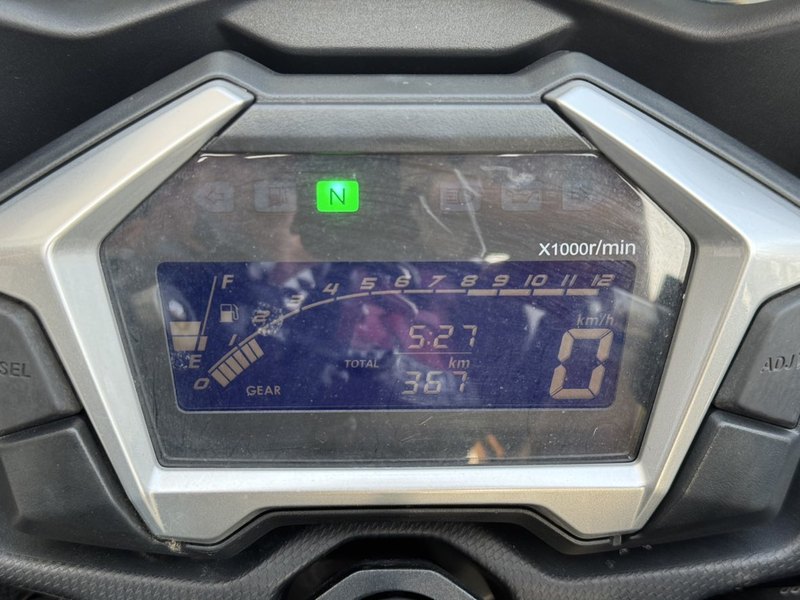 N
X1000r/min
F
0 1 2 3 4 5 6 7 8 9 10 11 12
E
5:27
km/h
TOTAL km
367
0
GEAR
SEL
ADJ